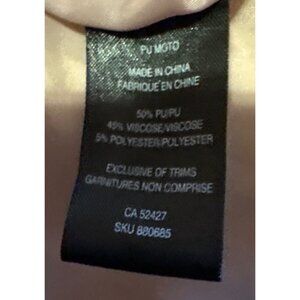 PU MOTO
MADE IN CHINA
FABRIQUE EN CHINE
50% PU/PU
45% VISCOSE/VISCOSE
5% POLYESTER/POLYESTER
EXCLUSIVE OF TRIMS
GARNITURES NON COMPRISE
CA 52427
SKU 880685